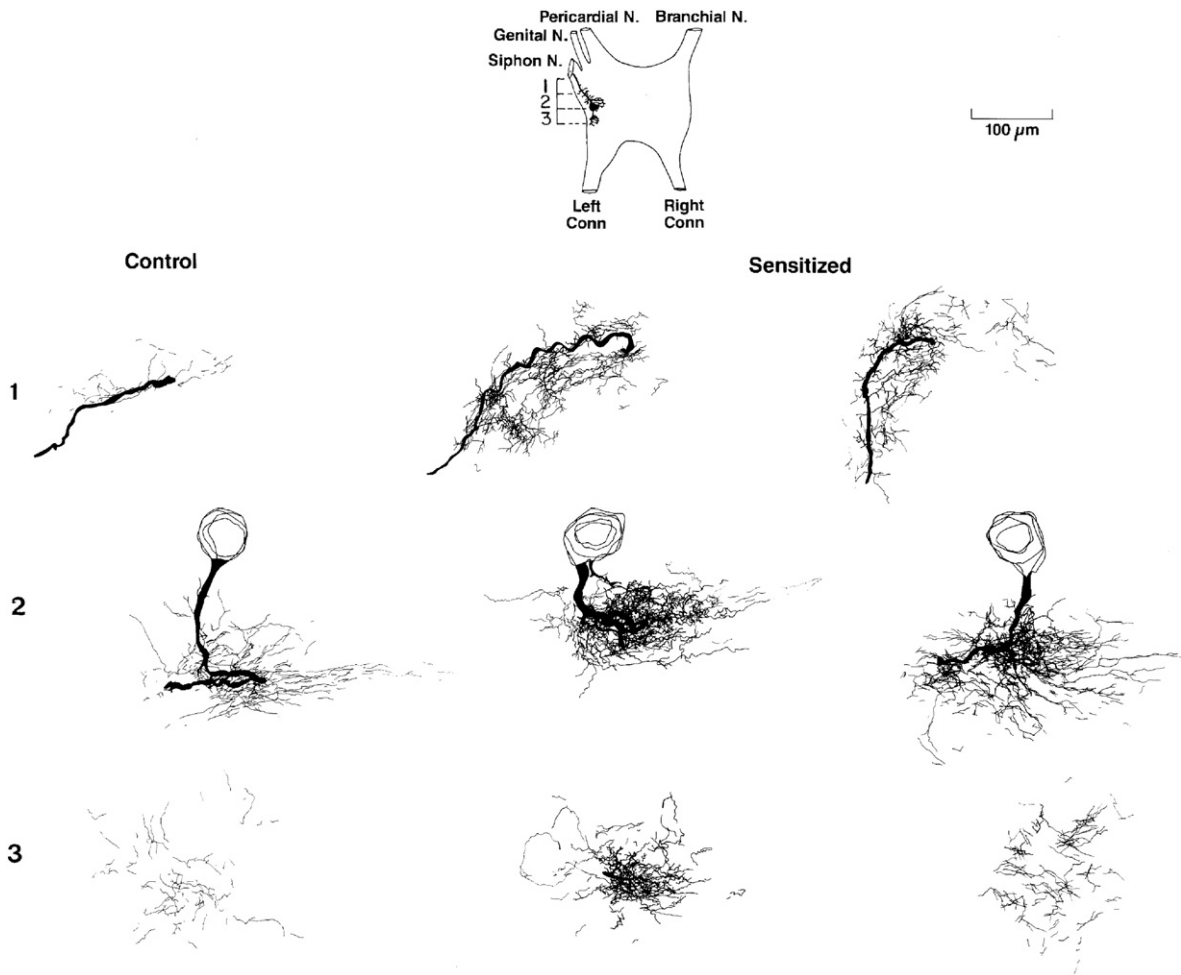 Pericardial N. Branchial N.
Genital N.
Siphon N.
1
2
3
100 μm
Left Conn
Right Conn
Control
Sensitized
1
2
3